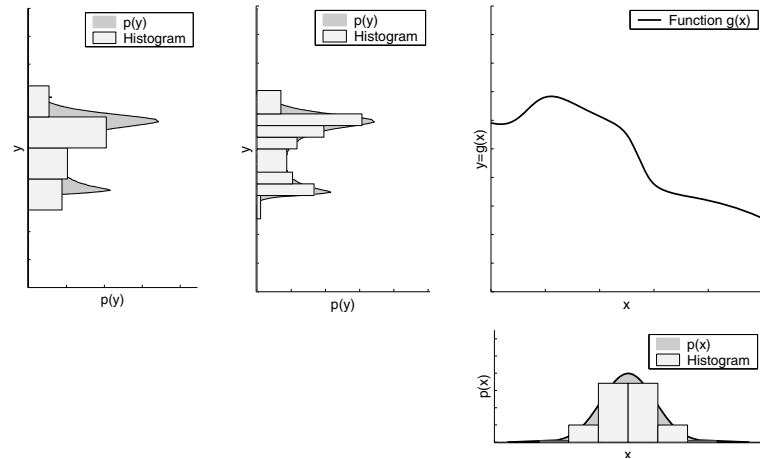 p(y)
Histogram
y
p(y)
p(y)
Histogram
y
p(y)
Function g(x)
y=g(x)
x
p(x)
Histogram
p(x)
x